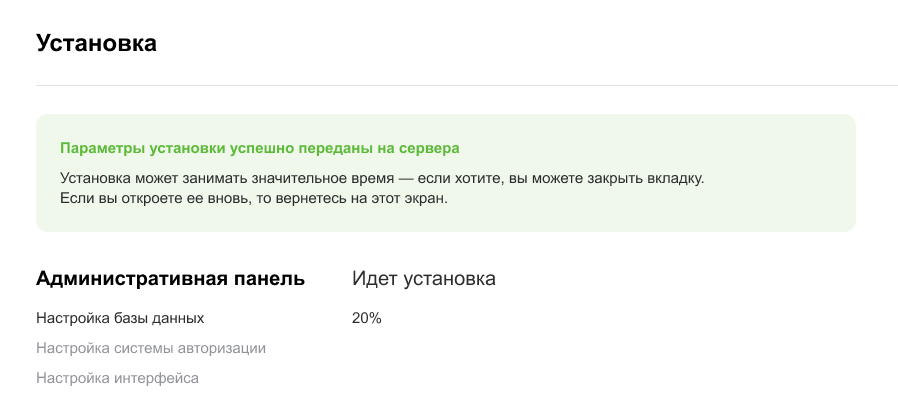 Установка
Параметры установки успешно переданы на сервера
Установка может занимать значительное время — если хотите, вы можете закрыть вкладку.
Если вы откроете ее вновь, то вернетесь на этот экран.
Административная панель Идет установка
Настройка базы данных 20%
Настройка системы авторизации
Настройка интерфейса